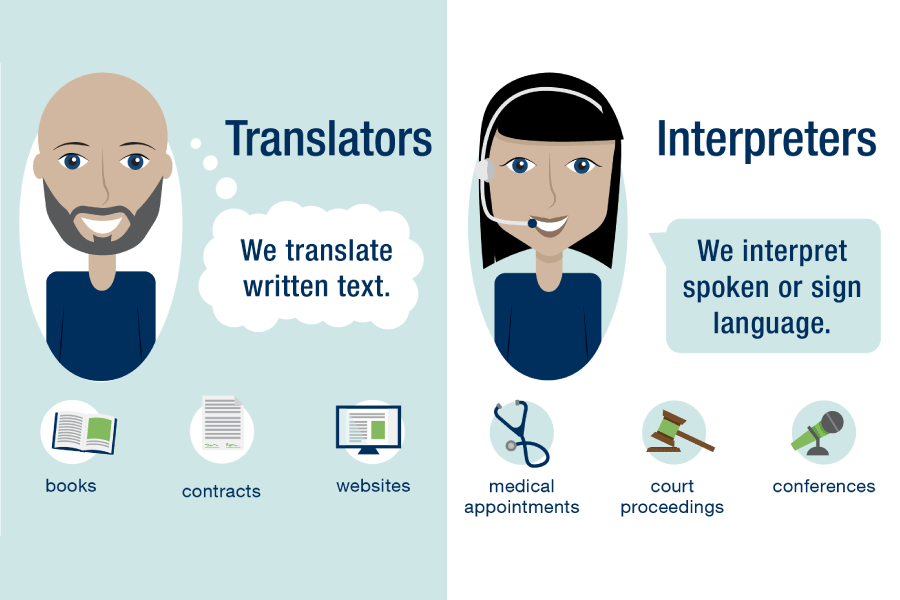 Translators
We translate
written text.
books
contracts
websites
Interpreters
We interpret
spoken or sign
language.
medical
appointments
court
proceedings
conferences